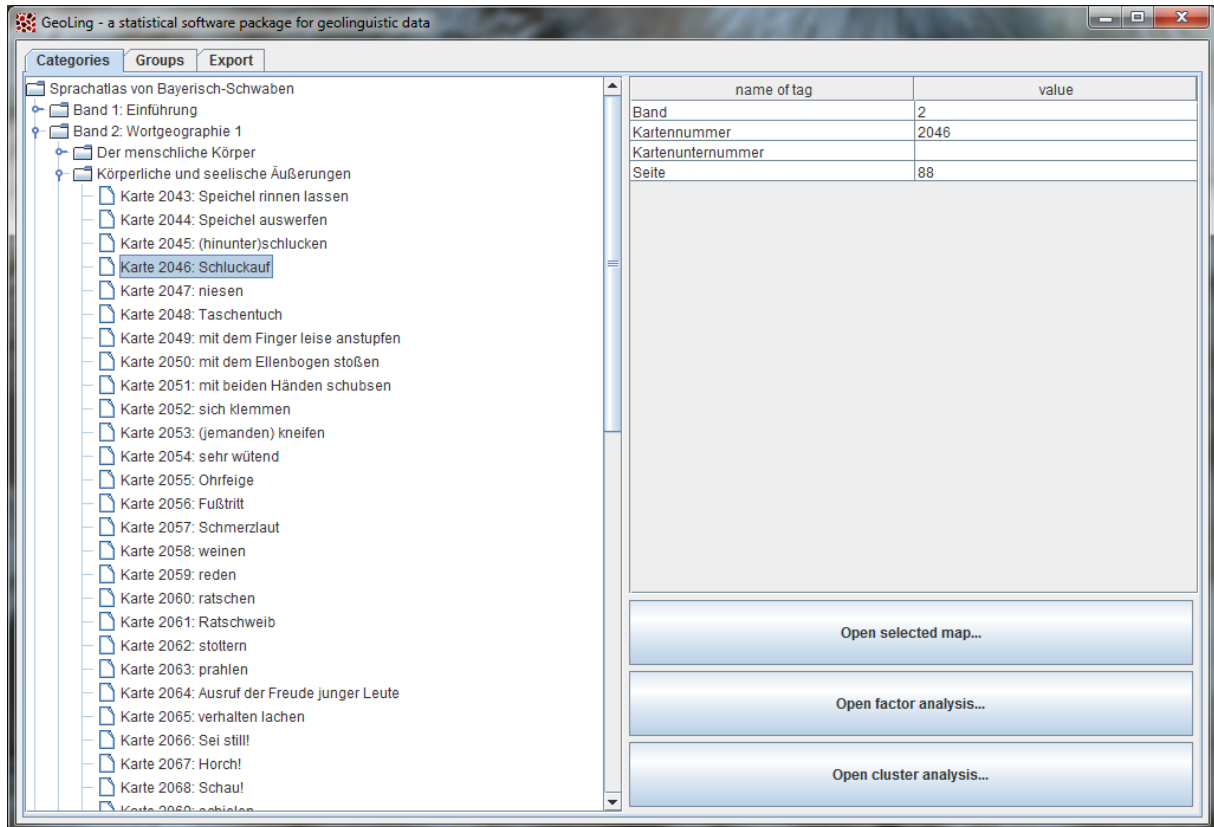 GeoLing - a statistical software package for geolinguistic data
Categories Groups Export
Sprachatlas von Bayerisch-Schwaben
Band 1: Einführung
Band 2: Wortgeographie 1
Der menschliche Körper
Körperliche und seelische Äußerungen
Karte 2043: Speichel rinnen lassen
Karte 2044: Speichel auswerfen
Karte 2045: (hinunter)schlucken
Karte 2046: Schluckauf
Karte 2047: niesen
Karte 2048: Taschentuch
Karte 2049: mit dem Finger leise anstupfen
Karte 2050: mit dem Ellenbogen stoßen
Karte 2051: mit beiden Händen schubsen
Karte 2052: sich klemmen
Karte 2053: (jemanden) kneifen
Karte 2054: sehr wütend
Karte 2055: Ohrfeige
Karte 2056: Fußtritt
Karte 2057: Schmerzlaut
Karte 2058: weinen
Karte 2059: reden
Karte 2060: ratschen
Karte 2061: Ratschweib
Karte 2062: stottern
Karte 2063: prahlen
Karte 2064: Ausruf der Freude junger Leute
Karte 2065: verhalten lachen
Karte 2066: Sei still!
Karte 2067: Horch!
Karte 2068: Schau!
Karte 2069: schielen
name of tag value
Band 2
Kartennummer 2046
Kartenunternummer
Seite 88
Open selected map...
Open factor analysis...
Open cluster analysis...